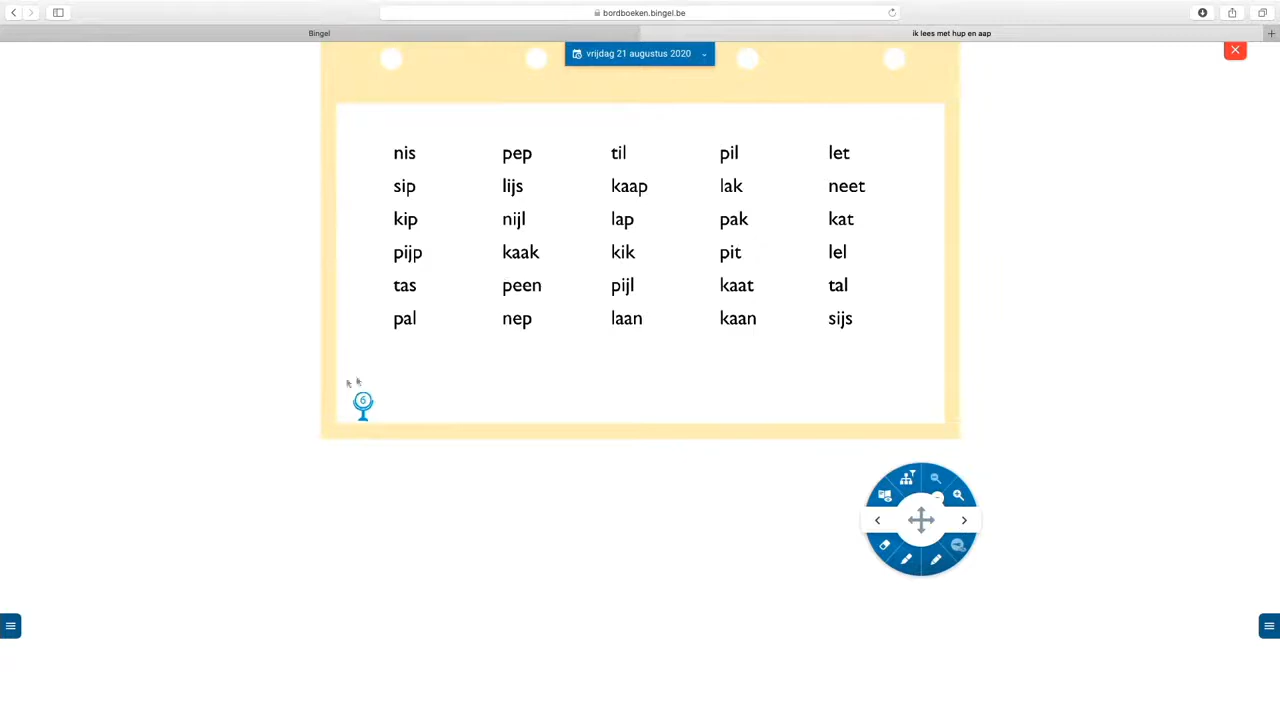 bordboeken.bingel.be
Bingel
ik lees met hup en aap
vrijdag 21 augustus 2020
nis pep til pil let
sip lijs kaap lak neet
kip nijl lap pak kat
pijp kaak kik pit lel
tas peen pijl kaat tal
pal nep laan kaan sijs
6